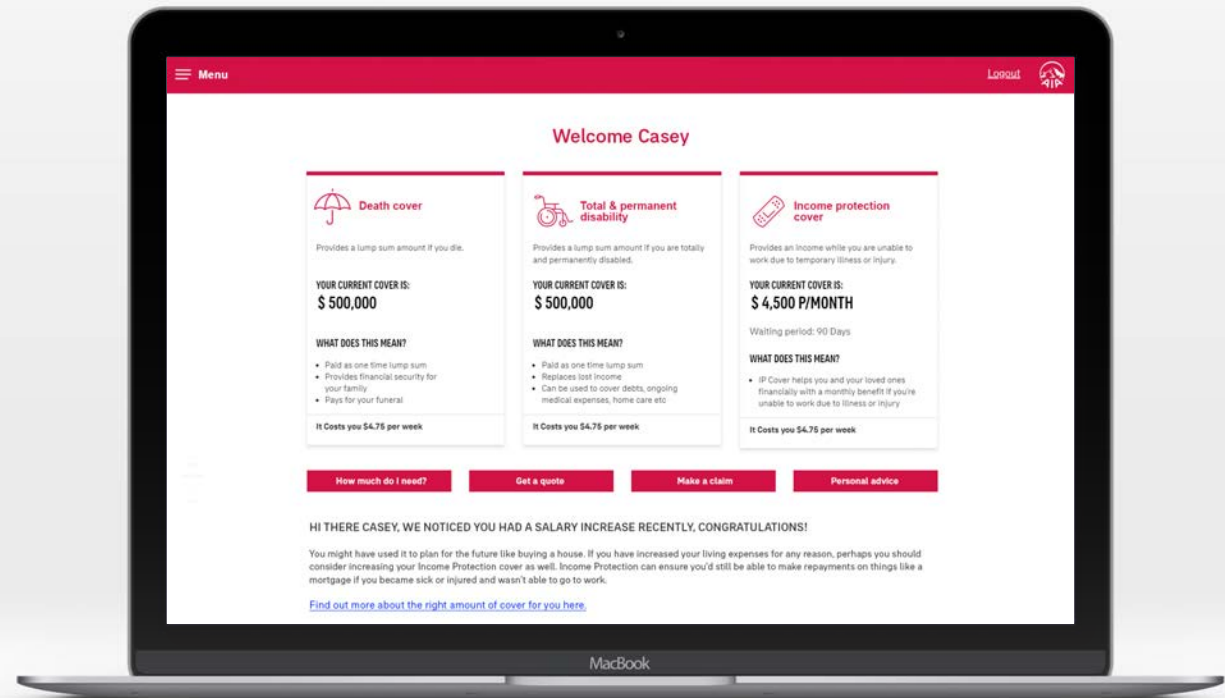 Menu
Logout
AIA
Welcome Casey
Death cover
Provides a lump sum amount if you die.
YOUR CURRENT COVER IS:
$ 500,000
WHAT DOES THIS MEAN?
• Paid as one time lump sum
• Provides financial security for
your family
• Pays for your funeral
It Costs you $4.75 per week
Total & permanent
disability
Provides a lump sum amount if you are totally
and permanently disabled.
YOUR CURRENT COVER IS:
$ 500,000
WHAT DOES THIS MEAN?
• Paid as one time lump sum
• Replaces lost income
• Can be used to cover debts, ongoing
medical expenses, home care etc
It Costs you $4.75 per week
Income protection
cover
Provides an income while you are unable to
work due to temporary illness or injury.
YOUR CURRENT COVER IS:
$ 4,500 P/MONTH
Waiting period: 90 Days
WHAT DOES THIS MEAN?
• IP Cover helps you and your loved ones
financially with a monthly benefit if you're
unable to work due to illness or injury
It Costs you $4.75 per week
How much do I need?
Get a quote
Make a claim
Personal advice
HI THERE CASEY, WE NOTICED YOU HAD A SALARY INCREASE RECENTLY, CONGRATULATIONS!
You might have used it to plan for the future like buying a house. If you have increased your living expenses for any reason, perhaps you should
consider increasing your Income Protection cover as well. Income Protection can ensure you'd still be able to make repayments on things like a
mortgage if you became sick or injured and wasn't able to go to work.
Find out more about the right amount of cover for you here.
MacBook